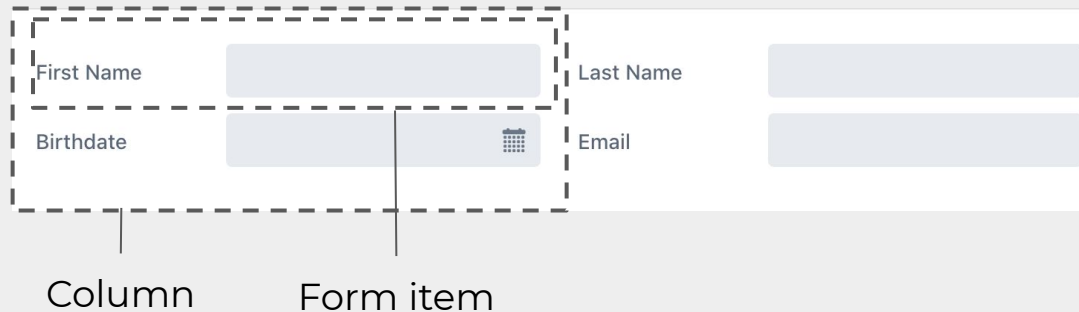 First Name
Last Name
Birthdate
Email
Column
Form item